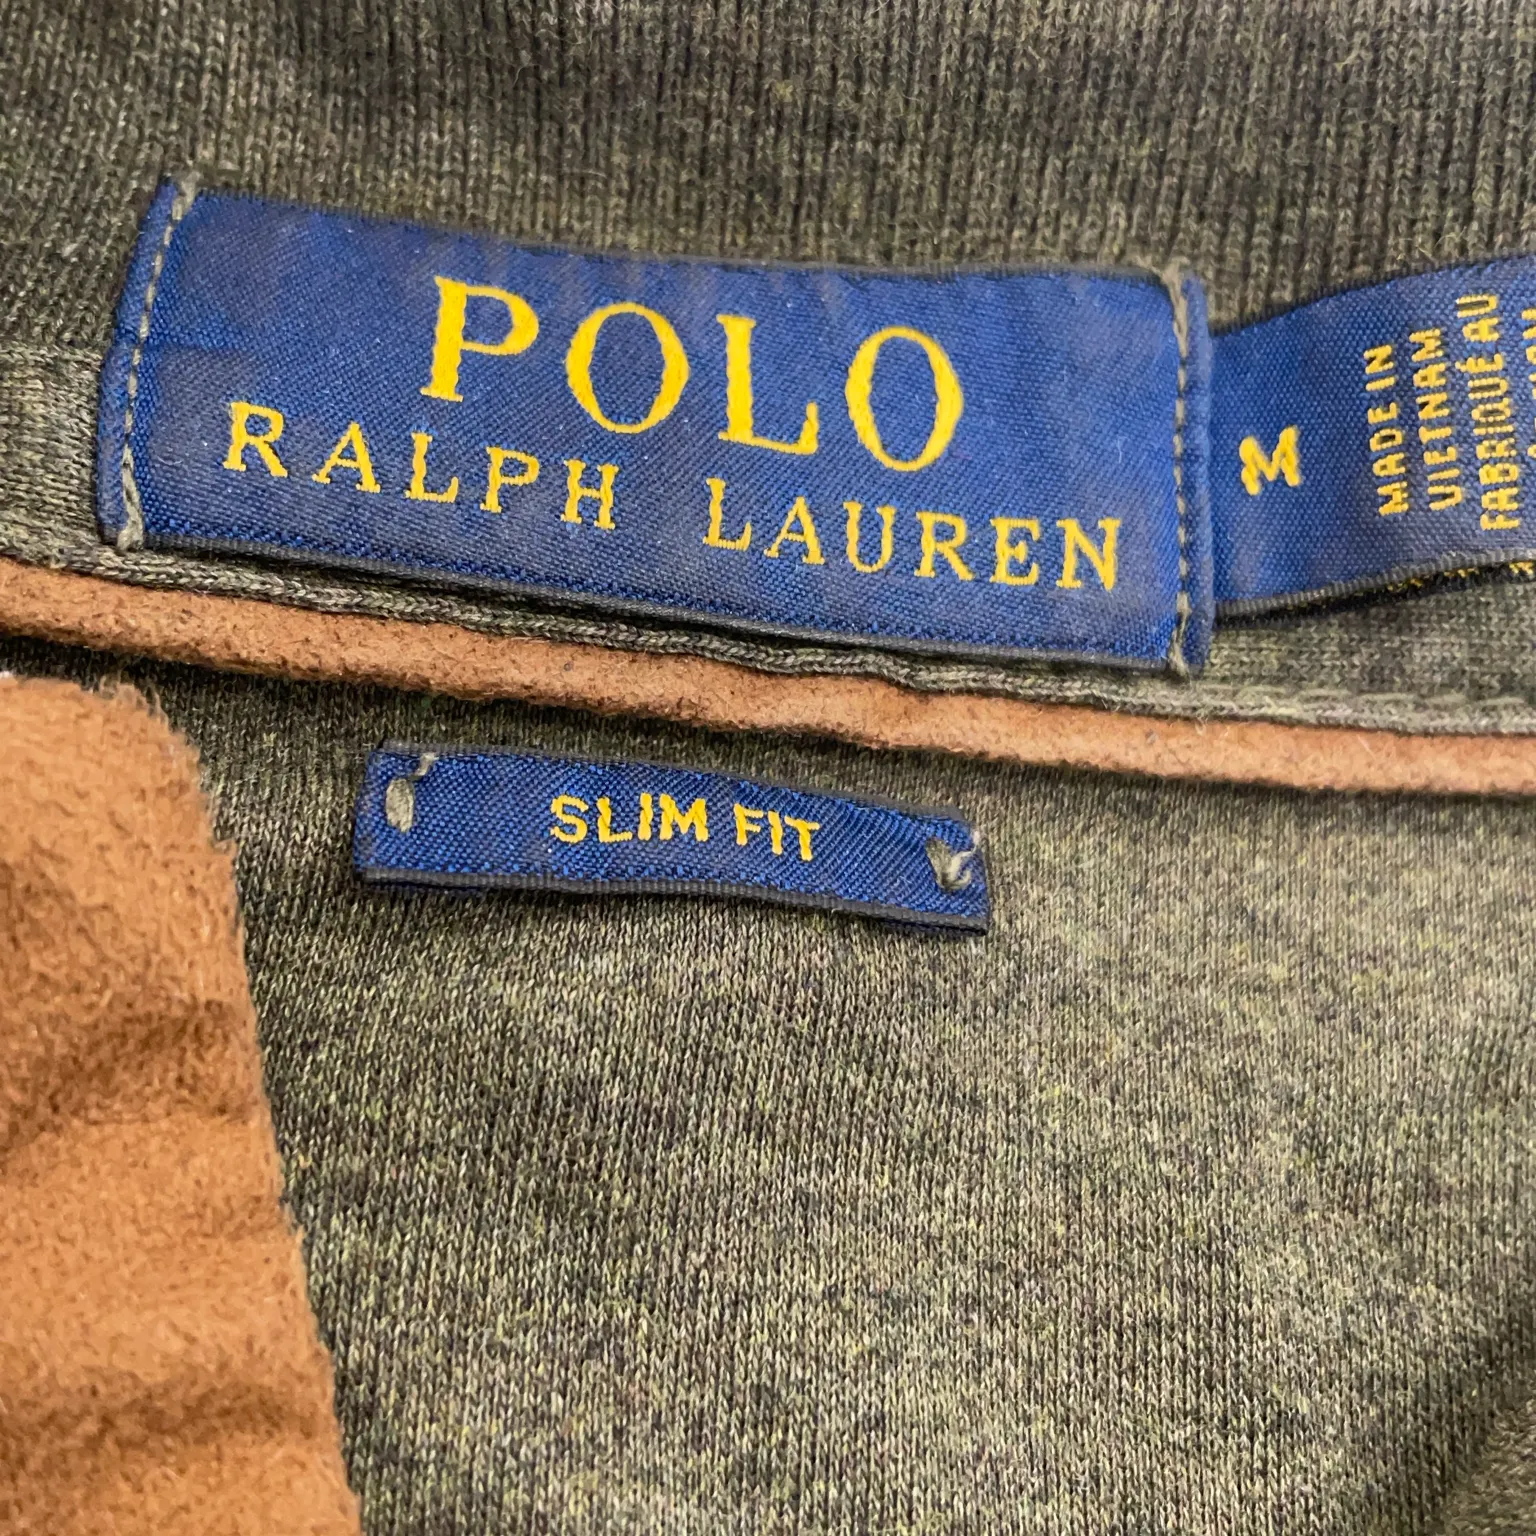 POLO
RALPH LAUREN
M
MADE IN
VIETNAM
FABRIQUÉ AU
SLIM FIT